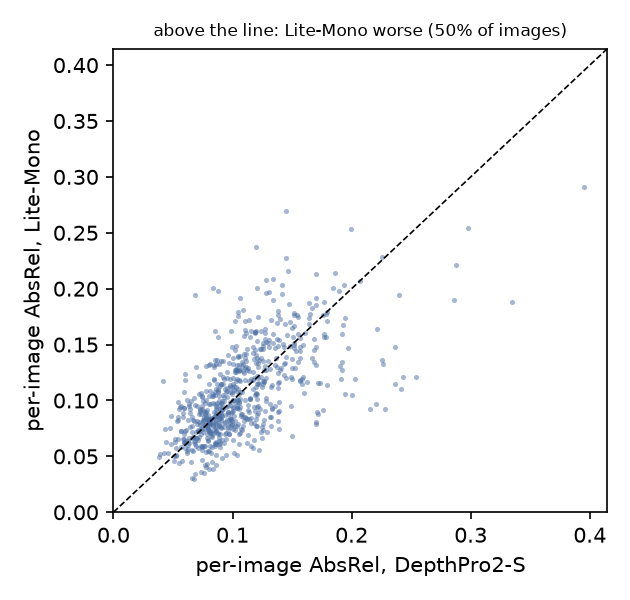 above the line: Lite-Mono worse (50% of images)
per-image AbsRel, Lite-Mono
0.40
0.35
0.30
0.25
0.20
0.15
0.10
0.05
0.00
0.0 0.1 0.2 0.3 0.4
per-image AbsRel, DepthPro2-S